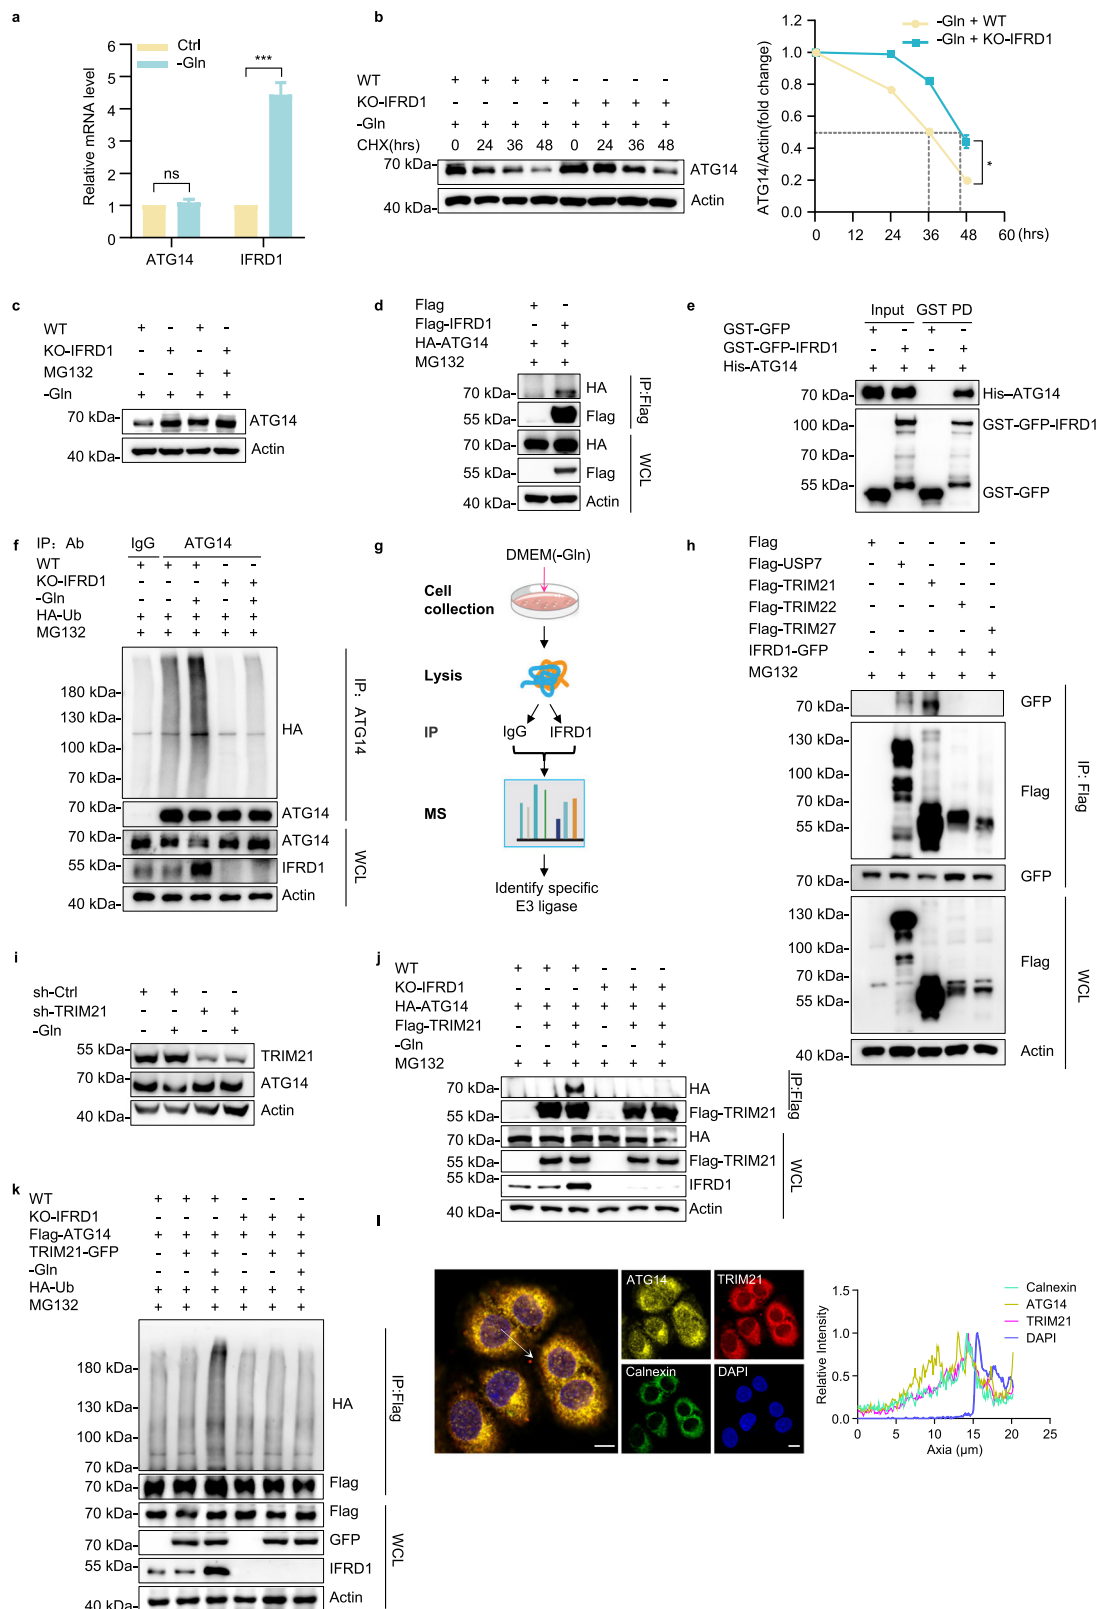 a
Relative mRNA level
6
5
4
3
2
1
0
Ctrl
-Gln
***
ns
ATG14
IFRD1
b
WT + + + + - - - -
KO-IFRD1 - - - - + + + +
-Gln + + + + + + + +
CHX(hrs) 0 24 36 48 0 24 36 48
70 kDa- ATG14
40 kDa- Actin
-Gln + WT
-Gln + KO-IFRD1
ATG14/Actin(fold change)
1.2
1.0
0.8
0.6
0.4
0.2
0.0
*
0 12 24 36 48 60 (hrs)
c
WT + - + -
KO-IFRD1 - + - +
MG132 - - + +
-Gln + + + +
70 kDa- ATG14
40 kDa- Actin
d
Flag + -
Flag-IFRD1 - +
HA-ATG14 + +
MG132 + +
70 kDa- HA
55 kDa- Flag
IP:Flag
70 kDa- HA
55 kDa- Flag
40 kDa- Actin
WCL
e
Input GST PD
GST-GFP + - + -
GST-GFP-IFRD1 - + - +
His-ATG14 + + + +
70 kDa- His-ATG14
100 kDa- GST-GFP-IFRD1
70 kDa-
55 kDa-
GST-GFP
f
IP: Ab IgG ATG14
WT + + + - -
KO-IFRD1 - - - + +
-Gln - - + - +
HA-Ub + + + + +
MG132 + + + + +
180 kDa-
130 kDa-
HA
100 kDa-
70 kDa-
70 kDa- ATG14
IP: ATG14
70 kDa- ATG14
55 kDa- IFRD1
40 kDa- Actin
WCL
g
DMEM(-Gln)
Cell
collection
Lysis
IP
IgG IFRD1
MS
Identify specific
E3 ligase
h
Flag + - - - -
Flag-USP7 - + - - -
Flag-TRIM21 - - + - -
Flag-TRIM22 - - - + -
Flag-TRIM27 - - - - +
IFRD1-GFP - + + + +
MG132 + + + + +
70 kDa- GFP
130 kDa-
100 kDa-
Flag
70 kDa-
55 kDa-
IP: Flag
70 kDa- GFP
130 kDa-
100 kDa-
Flag
70 kDa-
55 kDa-
40 kDa- Actin
WCL
i
sh-Ctrl + + - -
sh-TRIM21 - - + +
-Gln - + - +
55 kDa- TRIM21
70 kDa- ATG14
40 kDa- Actin
j
WT + + + - - -
KO-IFRD1 - - - + + +
HA-ATG14 + + + + + +
Flag-TRIM21 - + + - + +
-Gln - - + - - +
MG132 + + + + + +
70 kDa- HA
55 kDa- Flag-TRIM21
IP:Flag
70 kDa- HA
55 kDa- Flag-TRIM21
55 kDa- IFRD1
40 kDa- Actin
WCL
k
WT + + + - - -
KO-IFRD1 - - - + + +
Flag-ATG14 + + + + + +
TRIM21-GFP - + + - + +
-Gln - - + - - +
HA-Ub + + + + + +
MG132 + + + + + +
180 kDa-
130 kDa-
HA
100 kDa-
70 kDa-
70 kDa- Flag
IP:Flag
70 kDa- Flag
70 kDa- GFP
55 kDa- IFRD1
40 kDa- Actin
WCL
l
ATG14
TRIM21
Calnexin
DAPI
Relative Intensity
1.5
1.0
0.5
0.0
Calnexin
ATG14
TRIM21
DAPI
0 5 10 15 20 25
Axia (μm)